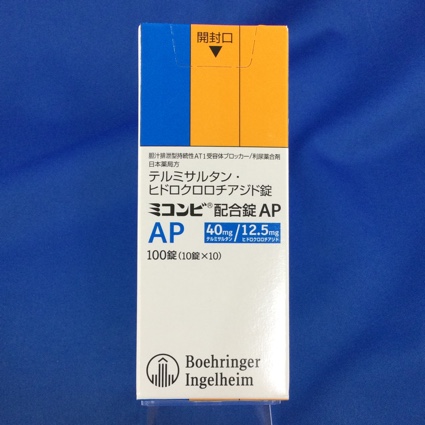 開封口
▼
胆汁排泄型持続性AT1受容体ブロッカー/利尿薬合剤
日本薬局方
テルミサルタン・
ヒドロクロロチアジド錠
ミコンビ®配合錠AP
AP 40mg/12.5mg
テルミサルタン ヒドロクロロチアジド
100錠(10錠×10)
Boehringer
Ingelheim